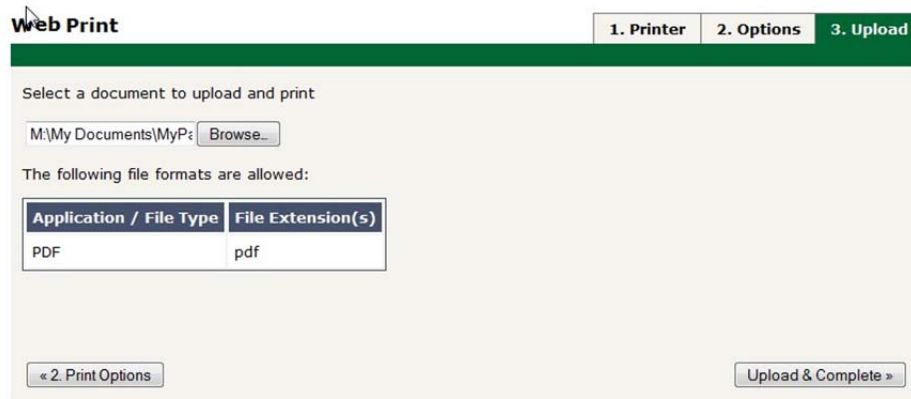 Web Print
1. Printer
2. Options
3. Upload
Select a document to upload and print
M:\My Documents\MyPa
Browse..
The following file formats are allowed:
Application / File Type
File Extension(s)
PDF
pdf
« 2. Print Options
Upload & Complete »